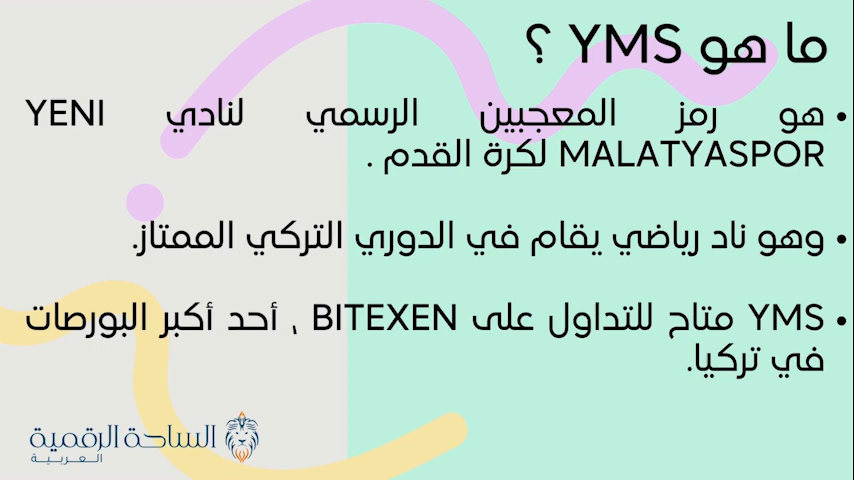 ما هو YMS ؟
• هو رمز المعجبين الرسمي لنادي YENI
MALATYASPOR لكرة القدم .
• وهو ناد رياضي يقام في الدوري التركي الممتاز.
• YMS متاح للتداول على BITEXEN ، أحد أكبر البورصات
في تركيا.
الساحة الرقمية
العربية